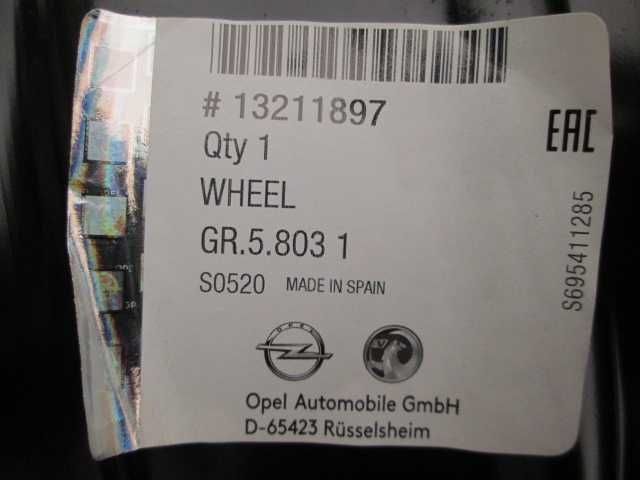 # 13211897
Qty 1
WHEEL
GR.5.803 1
S0520 MADE IN SPAIN
EAC
S695411285
OPEL
Opel Automobile GmbH
D-65423 Rüsselsheim